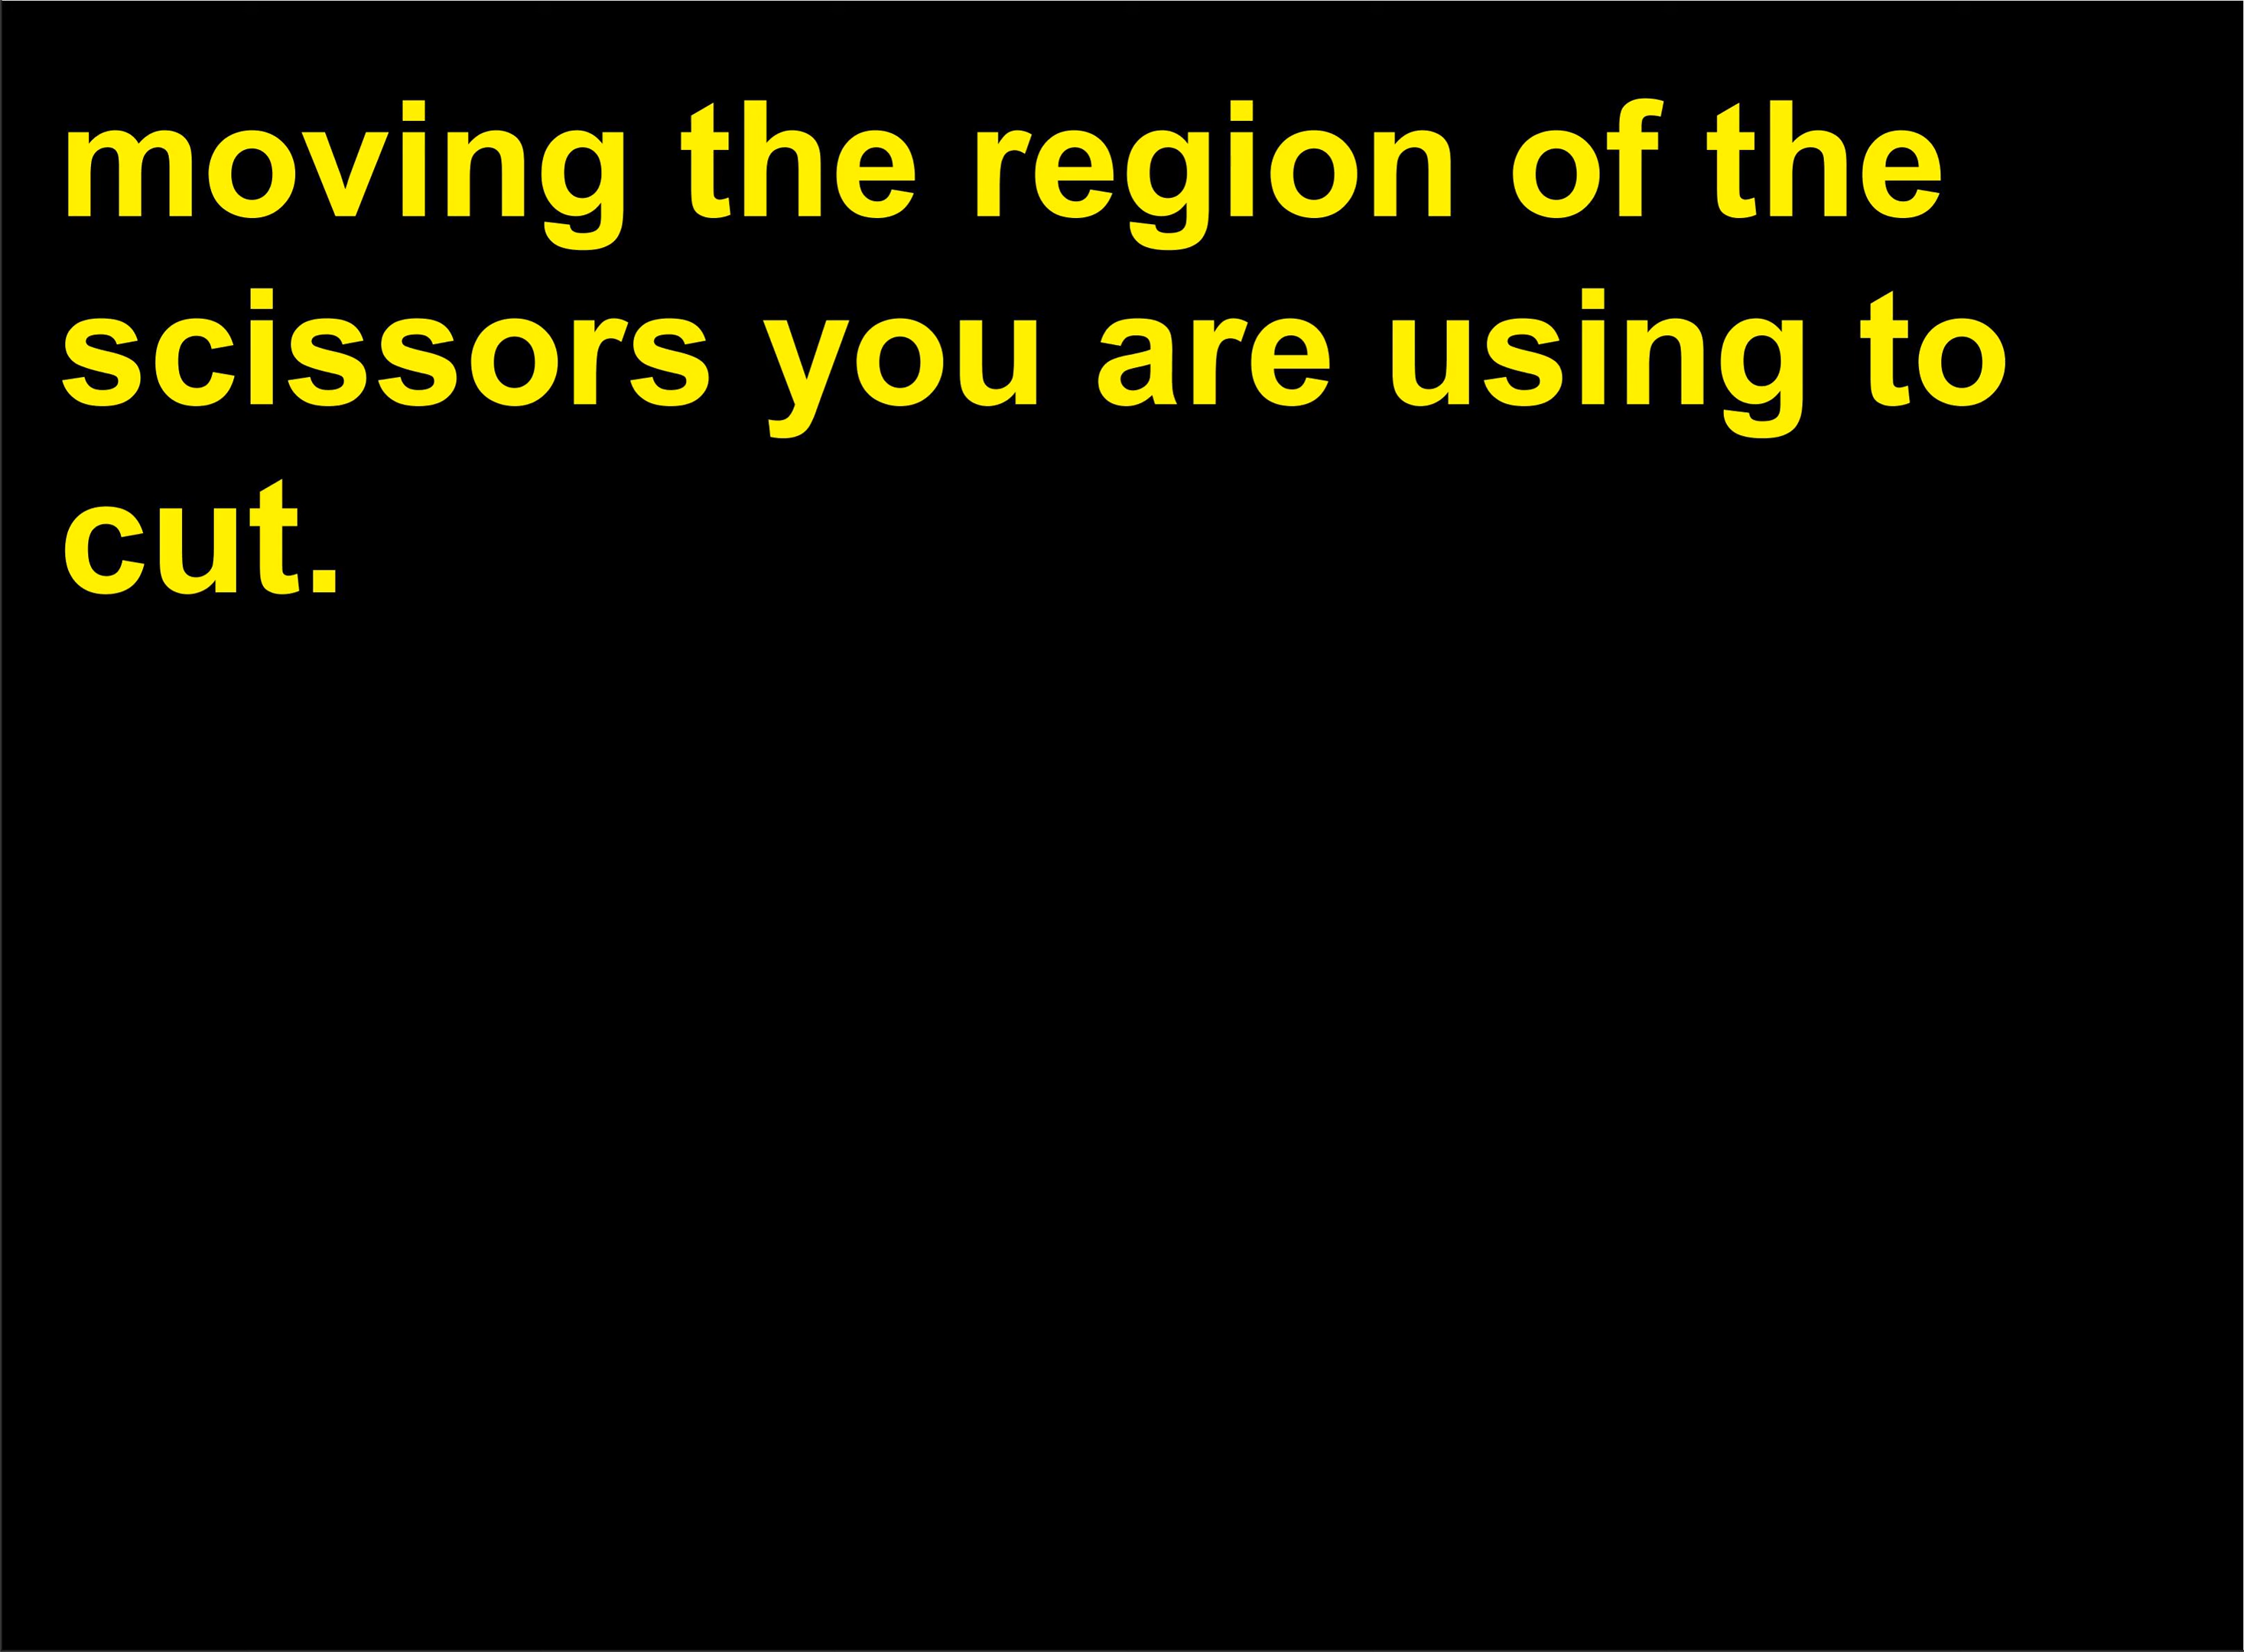 moving the region of the
scissors you are using to
cut.